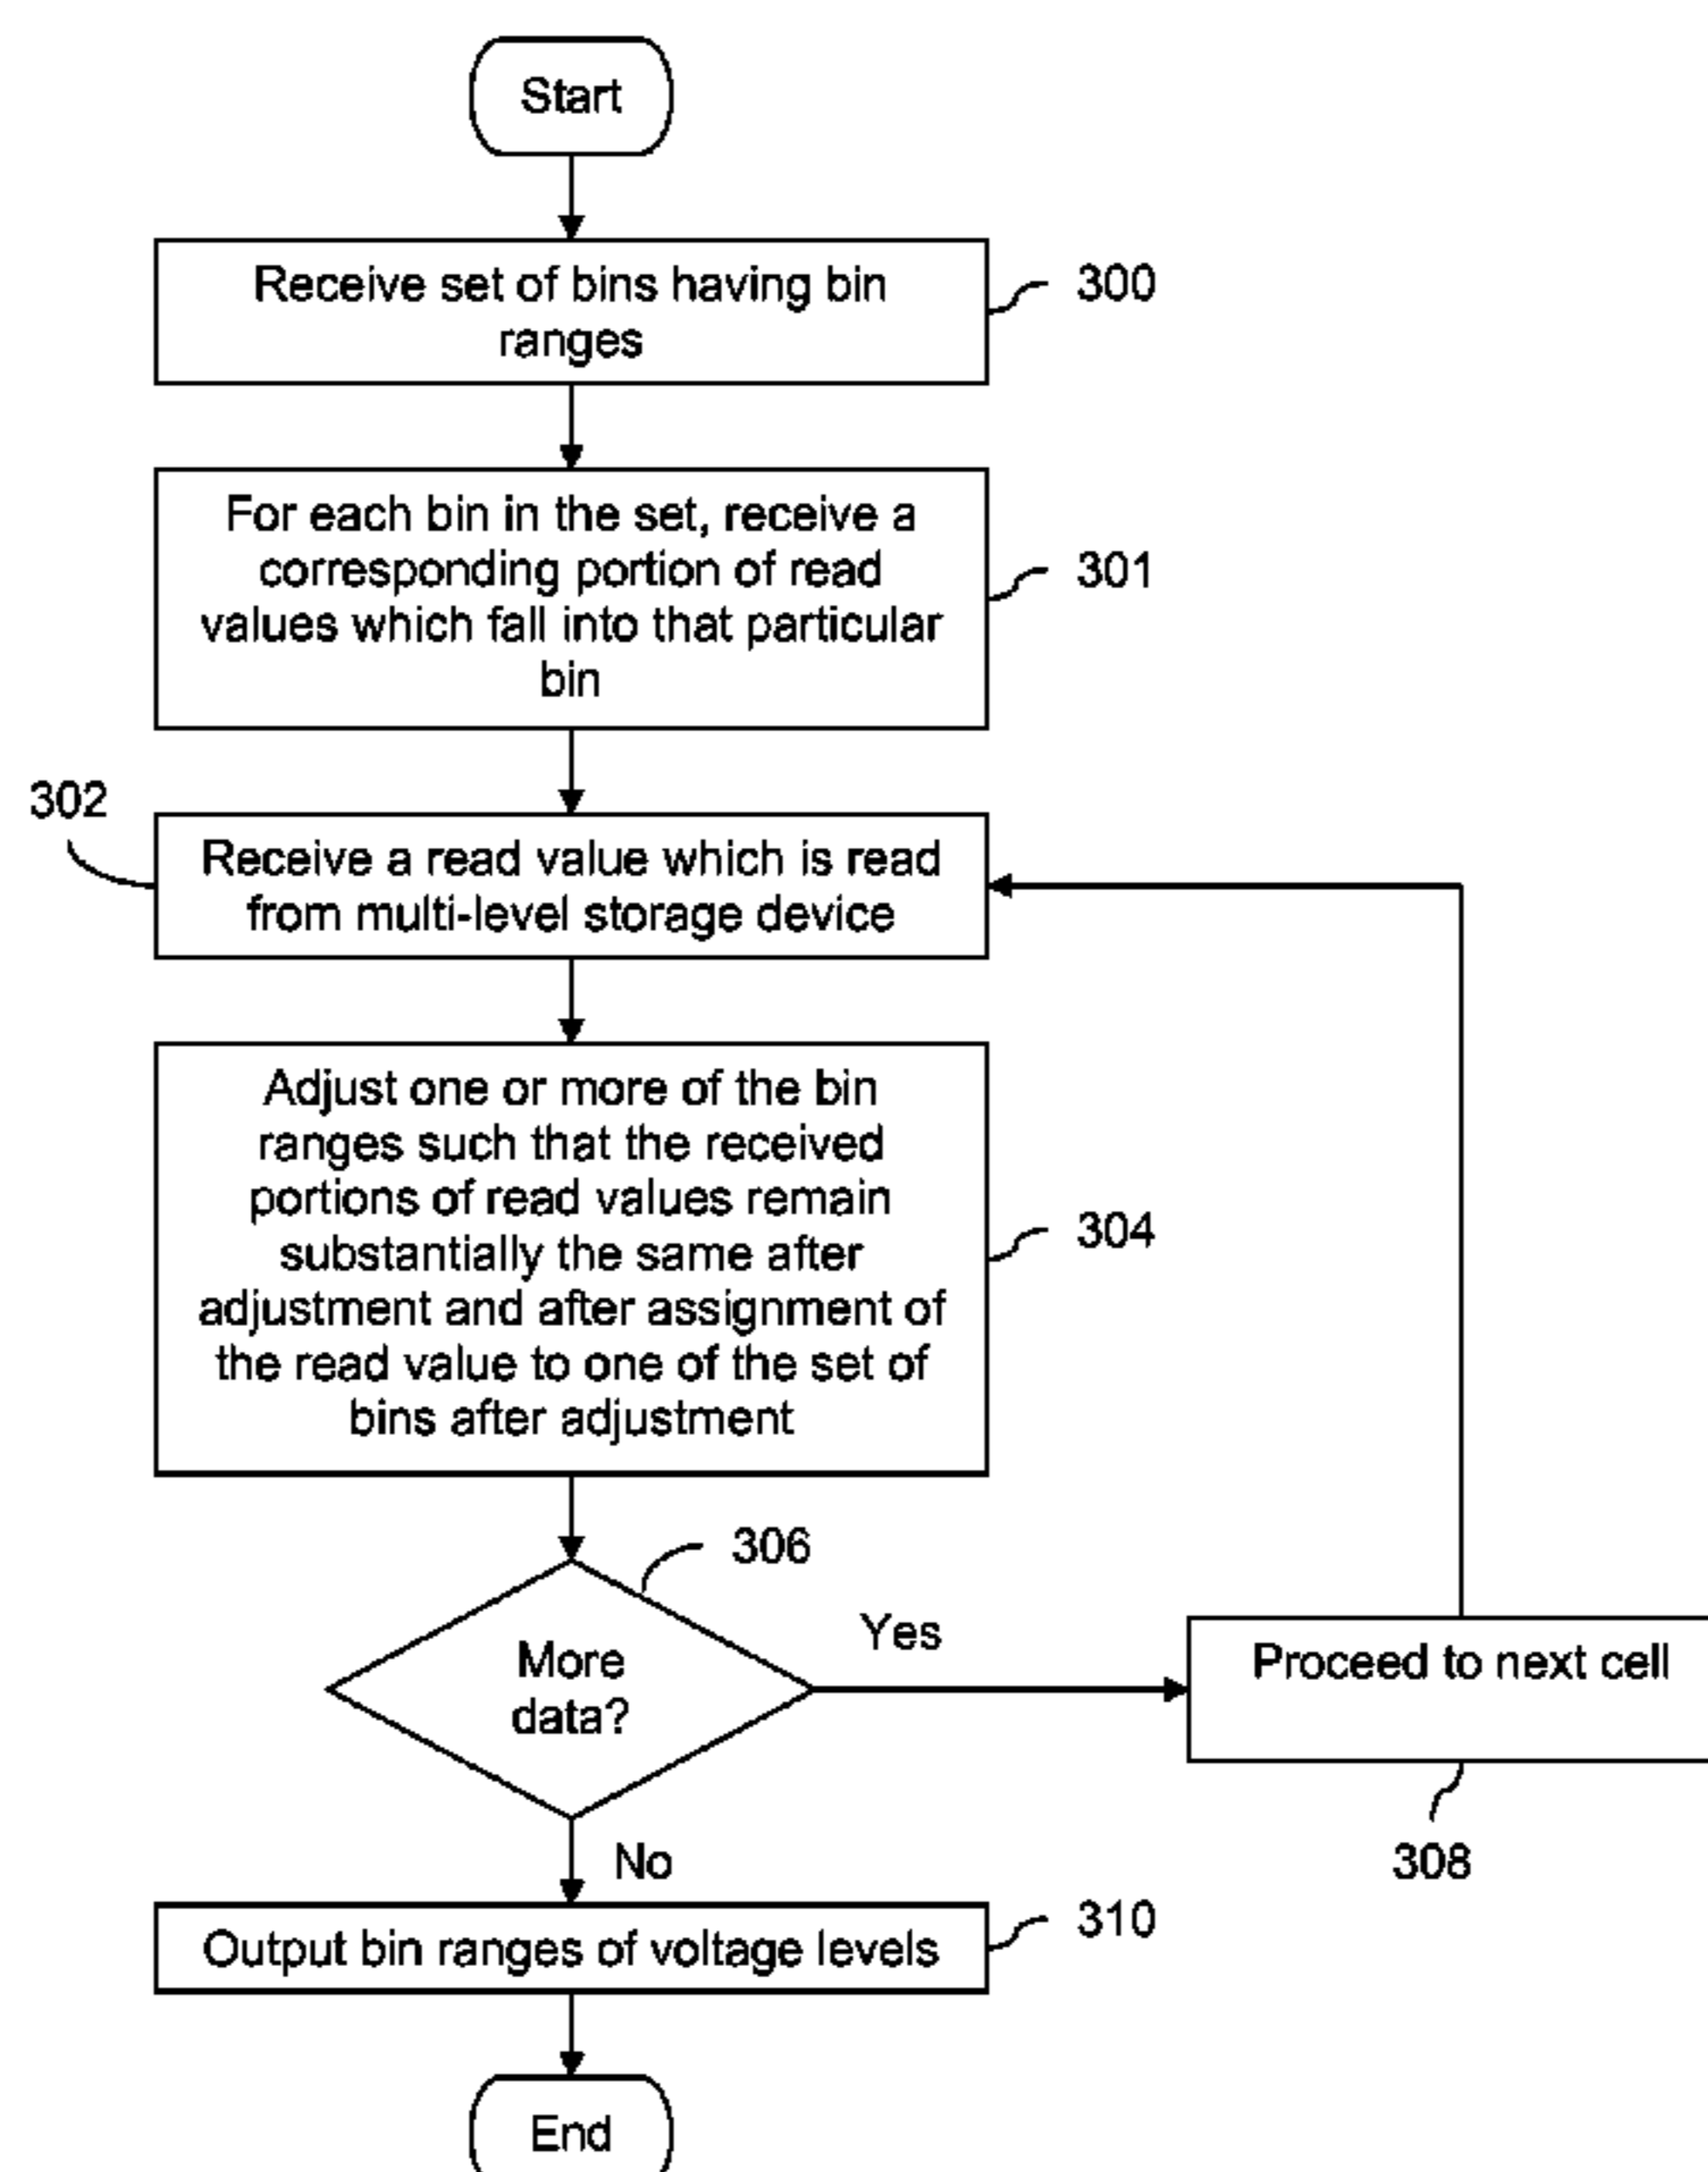 Start
Receive set of bins having bin
ranges
300
For each bin in the set, receive a
corresponding portion of read
values which fall into that particular
bin
301
302
Receive a read value which is read
from multi-level storage device
Adjust one or more of the bin
ranges such that the received
portions of read values remain
substantially the same after
adjustment and after assignment of
the read value to one of the set of
bins after adjustment
304
306
More
data?
Yes
Proceed to next cell
308
No
Output bin ranges of voltage levels
310
End